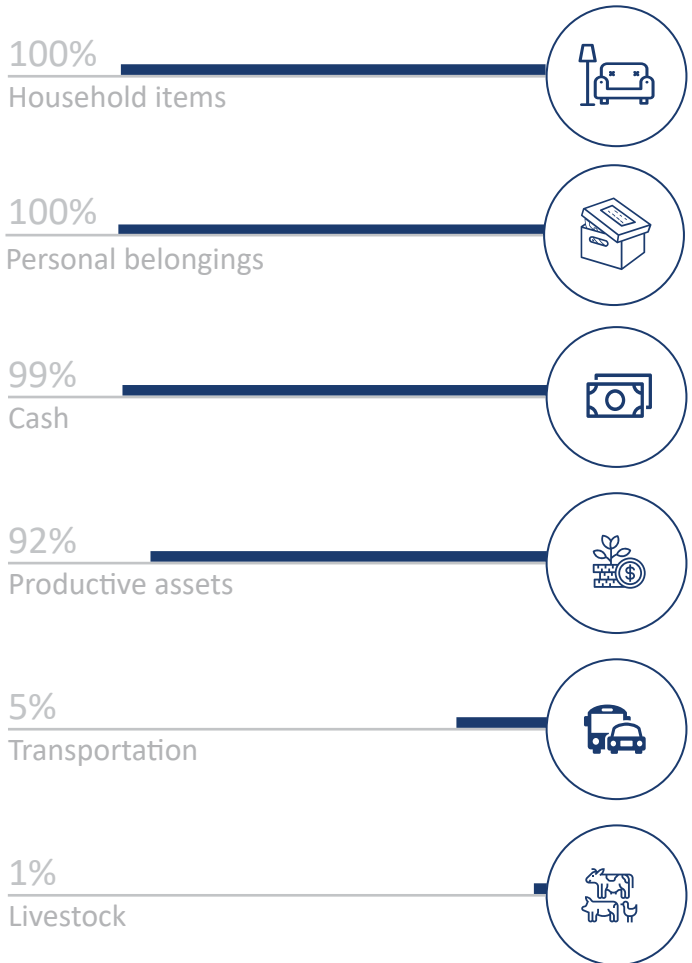 100%
Household items
100%
Personal belongings
99%
Cash
92%
Productive assets
5%
Transportation
1%
Livestock